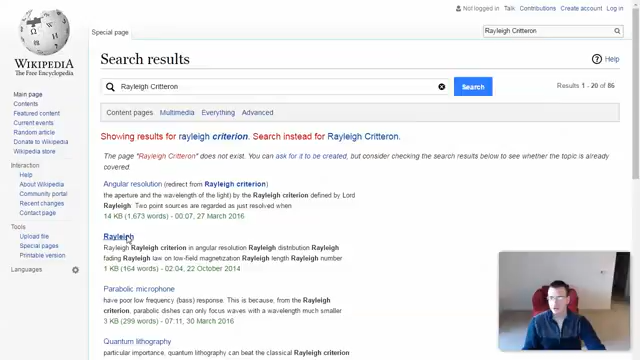 Not logged in Talk Contributions Create account Log in
Special page
Rayleigh Critteron
WIKIPEDIA
The Free Encyclopedia
Main page
Contents
Featured content
Current events
Random article
Donate to Wikipedia
Wikipedia store
Interaction
Help
About Wikipedia
Community portal
Recent changes
Contact page
Tools
Upload file
Special pages
Printable version
Languages
Search results
Help
Rayleigh Critteron
Search
Results 1 - 20 of 86
Content pages Multimedia Everything Advanced
Showing results for rayleigh criterion. Search instead for Rayleigh Critteron.
The page "Rayleigh Critteron" does not exist. You can ask for it to be created, but consider checking the search results below to see whether the topic is already
covered
Angular resolution (redirect from Rayleigh criterion)
the aperture and the wavelength of the light) by the Rayleigh criterion defined by Lord
Rayleigh Two point sources are regarded as just resolved when
14 KB (1,673 words) - 00:07, 27 March 2016
Rayleigh
Rayleigh Rayleigh criterion in angular resolution Rayleigh distribution Rayleigh
fading Rayleigh law on low-field magnetization Rayleigh length Rayleigh number
1 KB (164 words) - 02:04, 22 October 2014
Parabolic microphone
have poor low frequency (bass) response. This is because, from the Rayleigh
criterion, parabolic dishes can only focus waves with a wavelength much smaller
3 KB (299 words) - 07:11, 30 March 2016
Quantum lithography
particular importance, quantum lithography can beat the classical Rayleigh criterion